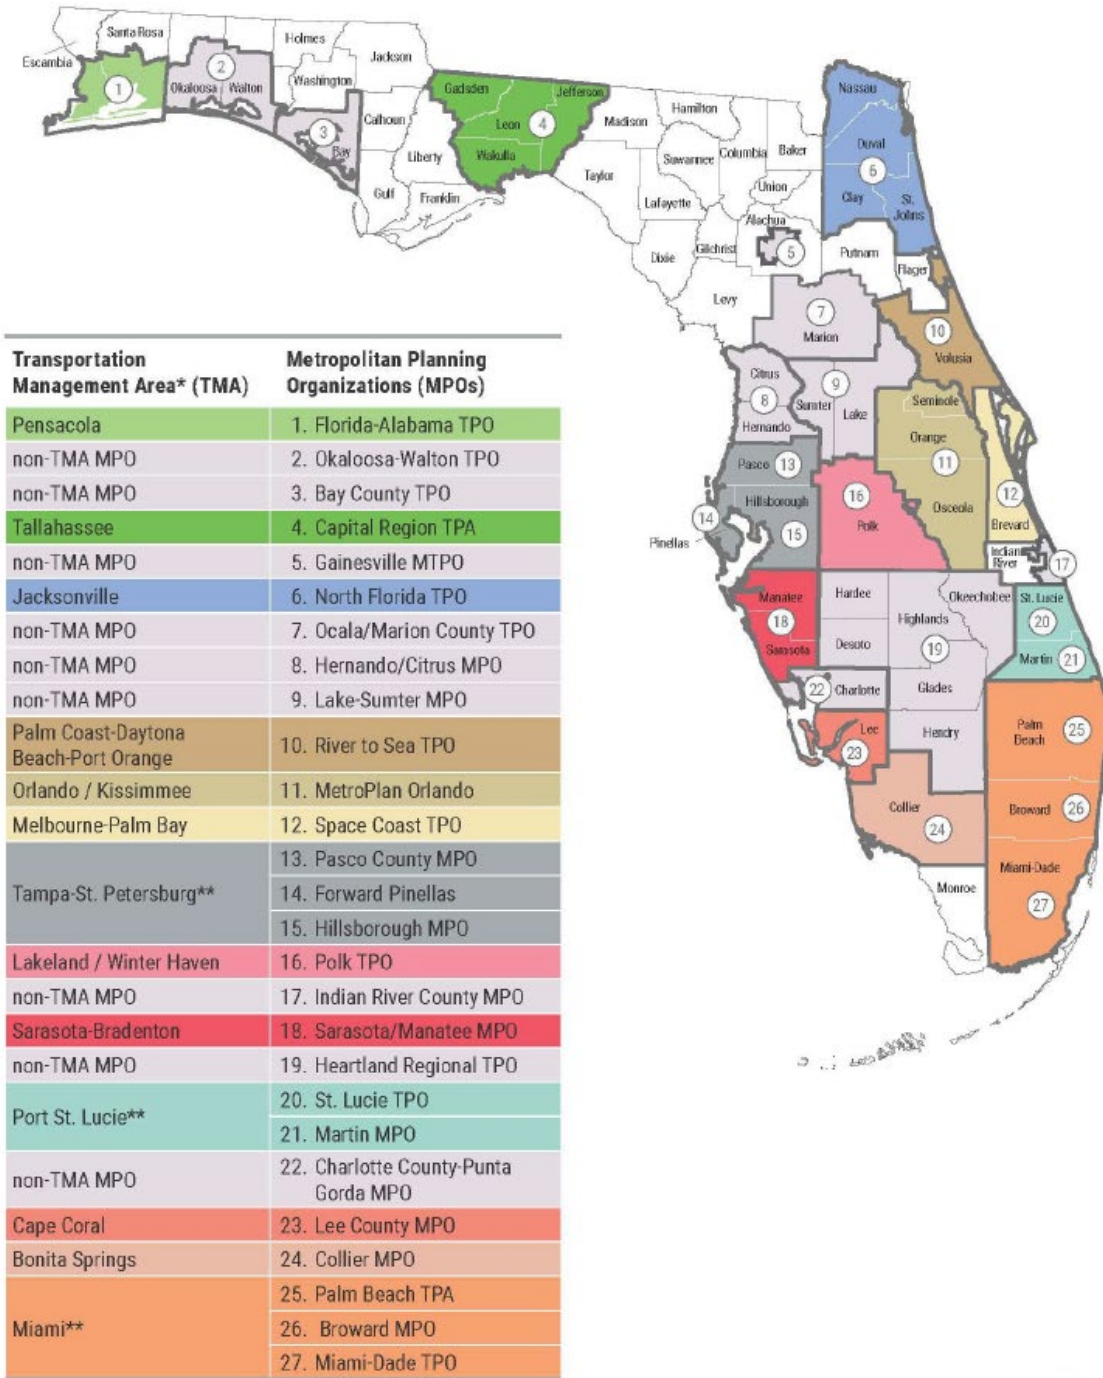 Santa Rosa
Holmes
Escambia
Jackson
2
Okaloosa
Walton
Washington
1
Gadsden
Jefferson
Nassau
Calhoun
3
Bay
Leon
4
Madison
Hamilton
Duval
Liberty
Wakulla
Suwannee
Columbia
Baker
6
Taylor
Gulf
Franklin
Union
Clay
St.
Johns
Lafayette
Alachua
Dixie
Gilchrist
5
Putnam
Flager
Levy
7
Marion
10
Volusia
Citrus
9
8
Sumter
Lake
Seminole
Hernando
Orange
Pasco
13
11
Hillsborough
16
12
Osceola
14
15
Polk
Brevard
Pinellas
Indian
River
17
Manatee
Hardee
Okeechobee
St. Lucie
18
Highlands
20
Sarasota
Desoto
19
Martin
21
22
Charlotte
Glades
Lee
Hendry
Palm
Beach
25
23
Collier
24
Broward
26
Miami-Dade
Monroe
27
Transportation
Management Area* (TMA)
Metropolitan Planning
Organizations (MPOs)
Pensacola
1. Florida-Alabama TPO
non-TMA MPO
2. Okaloosa-Walton TPO
non-TMA MPO
3. Bay County TPO
Tallahassee
4. Capital Region TPA
non-TMA MPO
5. Gainesville MTPO
Jacksonville
6. North Florida TPO
non-TMA MPO
7. Ocala/Marion County TPO
non-TMA MPO
8. Hernando/Citrus MPO
non-TMA MPO
9. Lake-Sumter MPO
Palm Coast-Daytona
Beach-Port Orange
10. River to Sea TPO
Orlando / Kissimmee
11. MetroPlan Orlando
Melbourne-Palm Bay
12. Space Coast TPO
Tampa-St. Petersburg**
13. Pasco County MPO
14. Forward Pinellas
15. Hillsborough MPO
Lakeland / Winter Haven
16. Polk TPO
non-TMA MPO
17. Indian River County MPO
Sarasota-Bradenton
18. Sarasota/Manatee MPO
non-TMA MPO
19. Heartland Regional TPO
Port St. Lucie**
20. St. Lucie TPO
21. Martin MPO
non-TMA MPO
22. Charlotte County-Punta
Gorda MPO
Cape Coral
23. Lee County MPO
Bonita Springs
24. Collier MPO
Miami**
25. Palm Beach TPA
26. Broward MPO
27. Miami-Dade TPO